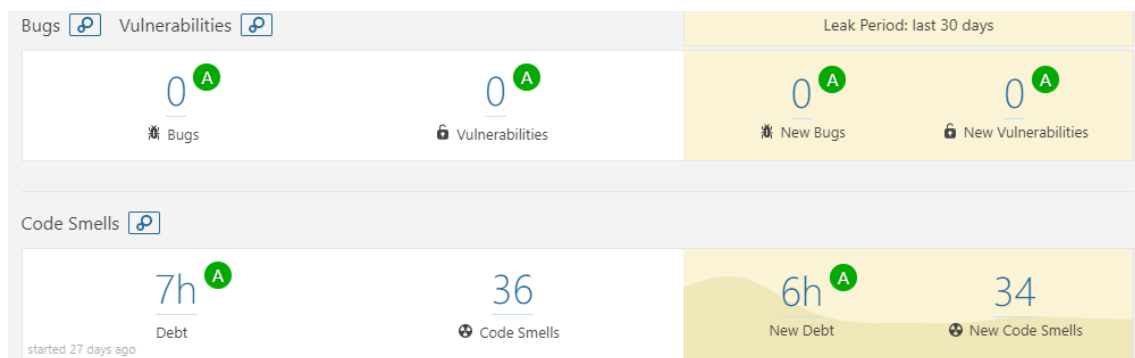 Bugs Vulnerabilities Leak Period: last 30 days
0 A 0 A 0 A 0 A
Bugs Vulnerabilities New Bugs New Vulnerabilities
Code Smells
7h A 36 6h A 34
Debt Code Smells New Debt New Code Smells
started 27 days ago